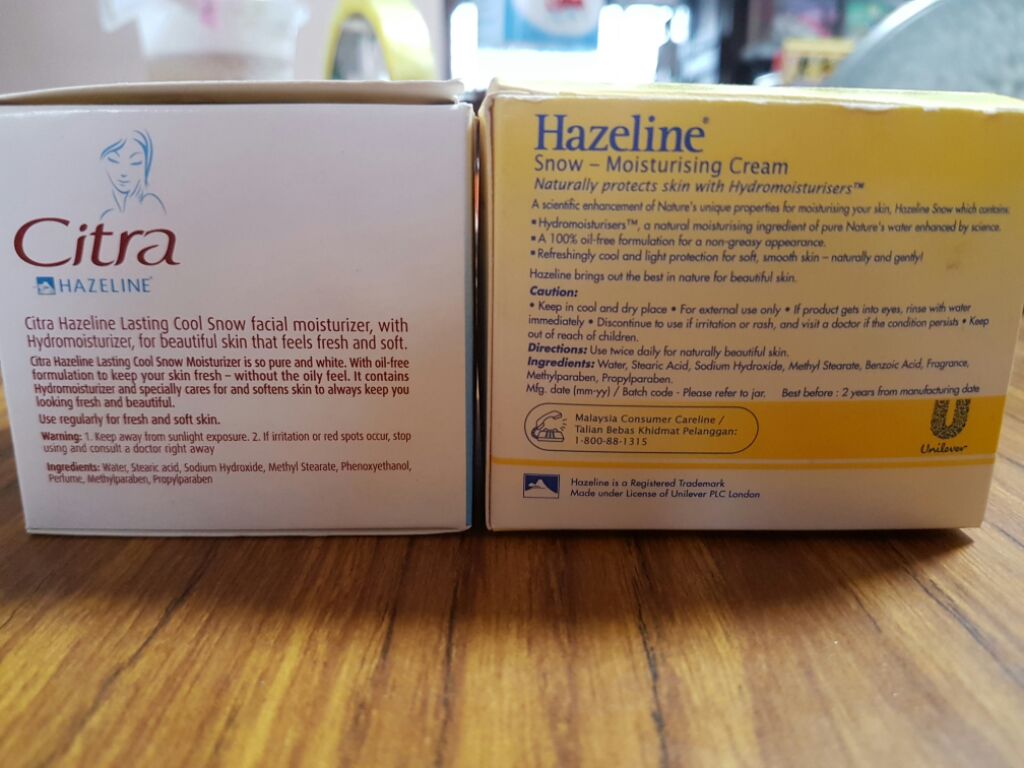 Citra
HAZELINE
Citra Hazeline Lasting Cool Snow facial moisturizer, with
Hydromoisturizer, for beautiful skin that feels fresh and soft.
Citra Hazeline Lasting Cool Snow Moisturizer is so pure and white. With oil-free
formulation to keep your skin fresh – without the oily feel. It contains
Hydromoisturizer and specially cares for and softens skin to always keep you
looking fresh and beautiful.
Use regularly for fresh and soft skin.
Warning: 1. Keep away from sunlight exposure. 2. If irritation or red spots occur, stop
using and consult a doctor right away
Ingredients: Water, Stearic acid, Sodium Hydroxide, Methyl Stearate, Phenoxyethanol,
Perfume, Methylparaben, Propylparaben
Hazeline®
Snow – Moisturising Cream
Naturally protects skin with Hydromoisturisers™
A scientific enhancement of Nature's unique properties for moisturising your skin, Hazeline Snow which contains:
▪ Hydromoisturisers™, a natural moisturising ingredient of pure Nature's water enhanced by science.
▪ A 100% oil-free formulation for a non-greasy appearance.
▪ Refreshingly cool and light protection for soft, smooth skin – naturally and gently!
Hazeline brings out the best in nature for beautiful skin.
Caution:
• Keep in cool and dry place • For external use only • If product gets into eyes, rinse with water
immediately • Discontinue to use if irritation or rash, and visit a doctor if the condition persists • Keep
out of reach of children.
Directions: Use twice daily for naturally beautiful skin.
Ingredients: Water, Stearic Acid, Sodium Hydroxide, Methyl Stearate, Benzoic Acid, Fragrance,
Methylparaben, Propylparaben.
Mfg. date (mm-yy) / Batch code - Please refer to jar. Best before : 2 years from manufacturing date
Malaysia Consumer Careline /
Talian Bebas Khidmat Pelanggan:
1-800-88-1315
Unilever
Hazeline is a Registered Trademark
Made under License of Unilever PLC London